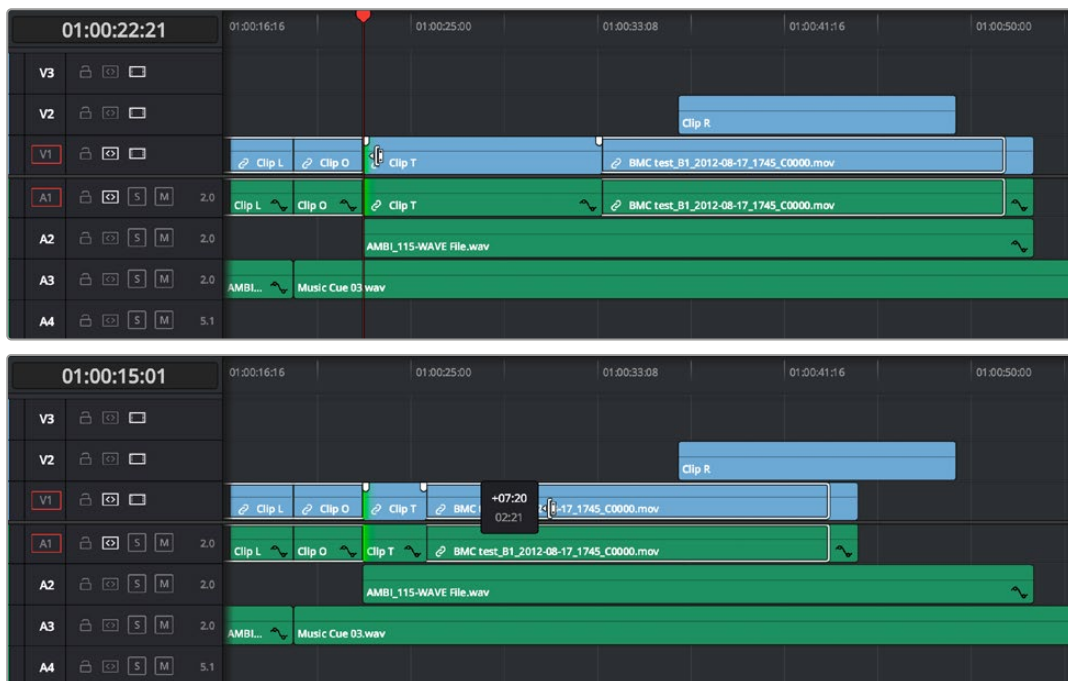 01:00:22:21 01:00:16:16 01:00:25:00 01:00:33:08 01:00:41:16 01:00:50:00
V3
V2 Clip R
V1 Clip L Clip O Clip T BMC test_B1_2012-08-17_1745_C0000.mov
A1 S M 2.0 Clip L Clip O Clip T BMC test_B1_2012-08-17_1745_C0000.mov
A2 S M 2.0 AMBI_115-WAVE File.wav
A3 S M 2.0 AMBI... Music Cue 03.wav
A4 S M 5.1
01:00:15:01 01:00:16:16 01:00:25:00 01:00:33:08 01:00:41:16 01:00:50:00
V3
V2 Clip R
+07:20
V1 Clip L Clip O Clip T BMC -17_1745_C0000.mov
02:21
A1 S M 2.0 Clip L Clip O Clip T BMC test_B1_2012-08-17_1745_C0000.mov
A2 S M 2.0 AMBI_115-WAVE File.wav
A3 S M 2.0 AMBI... Music Cue 03.wav
A4 S M 5.1